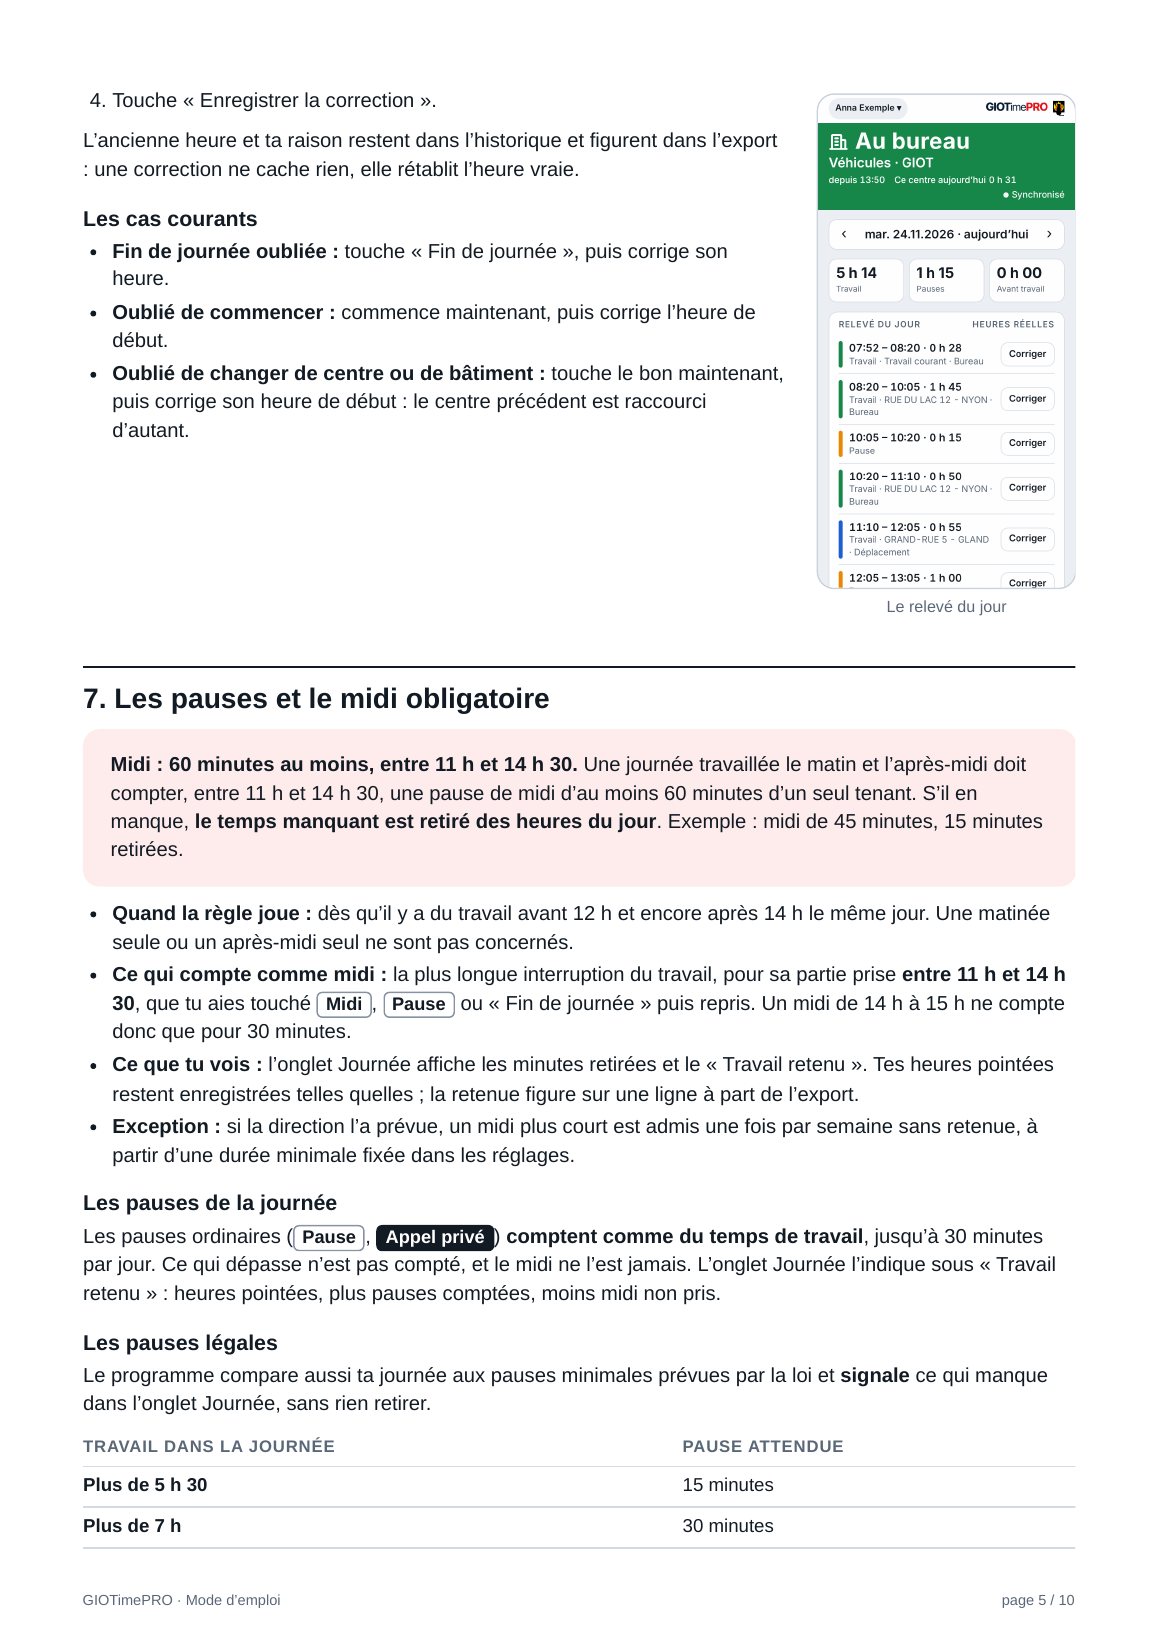 4. Touche « Enregistrer la correction ».
L’ancienne heure et ta raison restent dans l’historique et figurent dans l’export
: une correction ne cache rien, elle rétablit l’heure vraie.
Les cas courants
• Fin de journée oubliée : touche « Fin de journée », puis corrige son
heure.
• Oublié de commencer : commence maintenant, puis corrige l’heure de
début.
• Oublié de changer de centre ou de bâtiment : touche le bon maintenant,
puis corrige son heure de début : le centre précédent est raccourci
d’autant.
Anna Exemple ▾ GIOTimePRO
Au bureau
Véhicules · GIOT
depuis 13:50 Ce centre aujourd’hui 0 h 31
● Synchronisé
‹ mar. 24.11.2026 · aujourd’hui ›
5 h 14 1 h 15 0 h 00
Travail Pauses Avant travail
RELEVÉ DU JOUR HEURES RÉELLES
07:52 – 08:20 · 0 h 28 Corriger
Travail · Travail courant · Bureau
08:20 – 10:05 · 1 h 45 Corriger
Travail · RUE DU LAC 12 - NYON ·
Bureau
10:05 – 10:20 · 0 h 15 Corriger
Pause
10:20 – 11:10 · 0 h 50 Corriger
Travail · RUE DU LAC 12 - NYON ·
Bureau
11:10 – 12:05 · 0 h 55 Corriger
Travail · GRAND-RUE 5 - GLAND
· Déplacement
12:05 – 13:05 · 1 h 00 Corriger
Le relevé du jour
7. Les pauses et le midi obligatoire
Midi : 60 minutes au moins, entre 11 h et 14 h 30. Une journée travaillée le matin et l’après-midi doit
compter, entre 11 h et 14 h 30, une pause de midi d’au moins 60 minutes d’un seul tenant. S’il en
manque, le temps manquant est retiré des heures du jour. Exemple : midi de 45 minutes, 15 minutes
retirées.
• Quand la règle joue : dès qu’il y a du travail avant 12 h et encore après 14 h le même jour. Une matinée
seule ou un après-midi seul ne sont pas concernés.
• Ce qui compte comme midi : la plus longue interruption du travail, pour sa partie prise entre 11 h et 14 h
30, que tu aies touché Midi, Pause ou « Fin de journée » puis repris. Un midi de 14 h à 15 h ne compte
donc que pour 30 minutes.
• Ce que tu vois : l’onglet Journée affiche les minutes retirées et le « Travail retenu ». Tes heures pointées
restent enregistrées telles quelles ; la retenue figure sur une ligne à part de l’export.
• Exception : si la direction l’a prévue, un midi plus court est admis une fois par semaine sans retenue, à
partir d’une durée minimale fixée dans les réglages.
Les pauses de la journée
Les pauses ordinaires (Pause, Appel privé) comptent comme du temps de travail, jusqu’à 30 minutes
par jour. Ce qui dépasse n’est pas compté, et le midi ne l’est jamais. L’onglet Journée l’indique sous « Travail
retenu » : heures pointées, plus pauses comptées, moins midi non pris.
Les pauses légales
Le programme compare aussi ta journée aux pauses minimales prévues par la loi et signale ce qui manque
dans l’onglet Journée, sans rien retirer.
TRAVAIL DANS LA JOURNÉE PAUSE ATTENDUE
Plus de 5 h 30 15 minutes
Plus de 7 h 30 minutes
GIOTimePRO · Mode d’emploi page 5 / 10